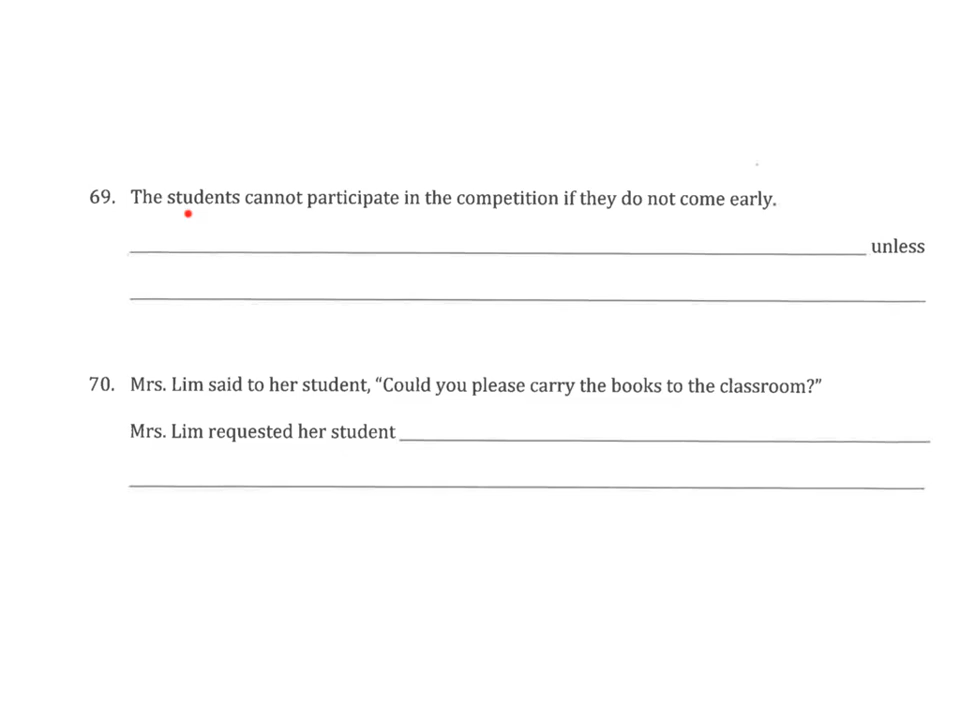 69. The students cannot participate in the competition if they do not come early.
unless
70. Mrs. Lim said to her student, “Could you please carry the books to the classroom?”
Mrs. Lim requested her student